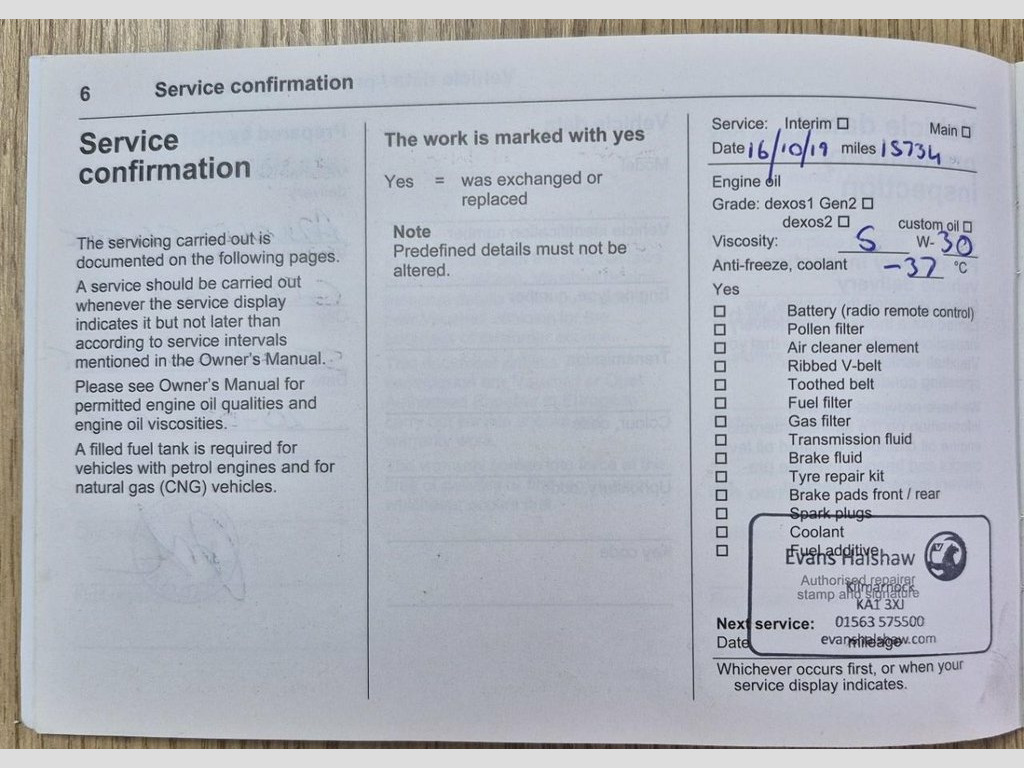 6 Service confirmation
Service
confirmation
The servicing carried out is
documented on the following pages.
A service should be carried out
whenever the service display
indicates it but not later than
according to service intervals
mentioned in the Owner's Manual.
Please see Owner's Manual for
permitted engine oil qualities and
engine oil viscosities.
A filled fuel tank is required for
vehicles with petrol engines and for
natural gas (CNG) vehicles.
The work is marked with yes
Yes = was exchanged or
replaced
Note
Predefined details must not be
altered.
Service: Interim ☐ Main ☐
Date 16/10/19 miles 15734
Engine oil
Grade: dexos1 Gen2 ☐
dexos2 ☐ custom oil ☐
Viscosity: 5 W- 30
Anti-freeze, coolant -37 °C
Yes
☐ Battery (radio remote control)
☐ Pollen filter
☐ Air cleaner element
☐ Ribbed V-belt
☐ Toothed belt
☐ Fuel filter
☐ Gas filter
☐ Transmission fluid
☐ Brake fluid
☐ Tyre repair kit
☐ Brake pads front / rear
☐ Spark plugs
☐ Coolant
☐ Fuel additive
Evans Halshaw
Authorised repairer
Kilmarnock
stamp and signature
KA1 3XJ
Next service: 01563 575500
evanshalshaw.com
Date mileage
Whichever occurs first, or when your
service display indicates.